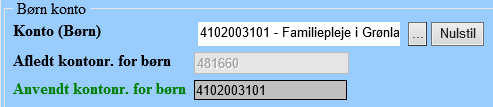 Børn konto
Konto (Børn) 4102003101 - Familiepleje i Grønla ... Nulstil
Afledt kontonr. for børn 481660
Anvendt kontonr. for børn 4102003101